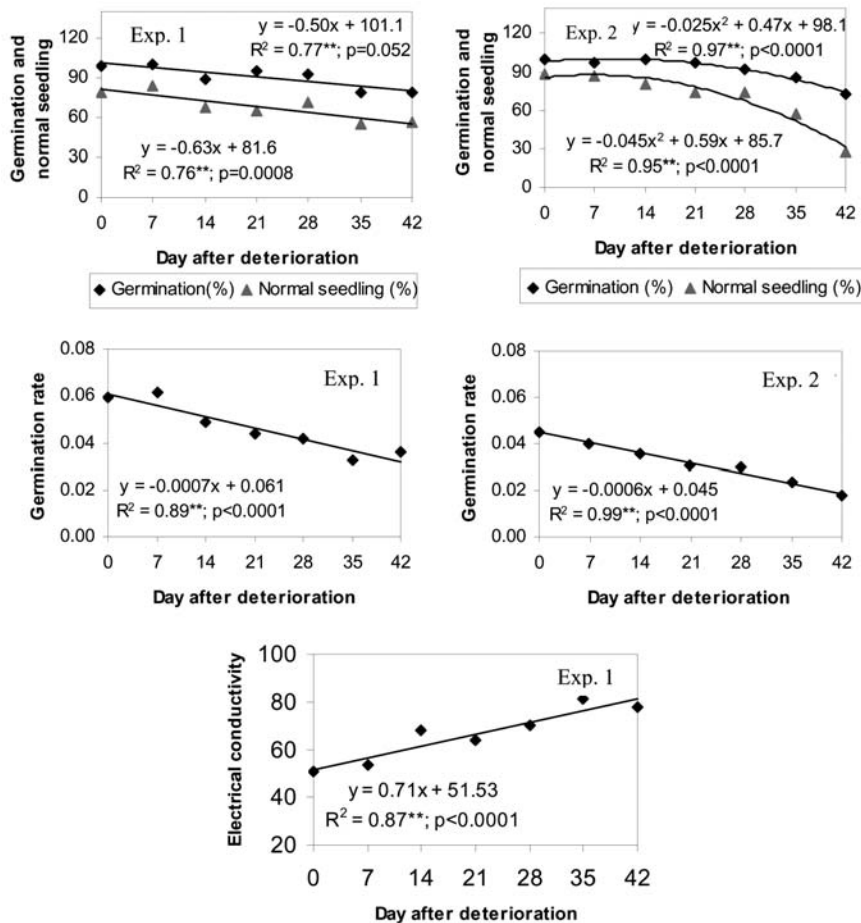 Exp. 1
y = -0.50x + 101.1
R² = 0.77**; p=0.052
y = -0.63x + 81.6
R² = 0.76**; p=0.0008
Germination and
normal seedling
120
90
60
30
0
0 7 14 21 28 35 42
Day after deterioration
◆ Germination(%) ▲ Normal seedling (%)
Exp. 2
y = -0.025x² + 0.47x + 98.1
R² = 0.97**; p<0.0001
y = -0.045x² + 0.59x + 85.7
R² = 0.95**; p<0.0001
Germination and
normal seedling
120
90
60
30
0
0 7 14 21 28 35 42
Day after deterioration
◆ Germination (%) ▲ Normal seedling (%)
Exp. 1
y = -0.0007x + 0.061
R² = 0.89**; p<0.0001
Germination rate
0.08
0.06
0.04
0.02
0.00
0 7 14 21 28 35 42
Day after deterioration
Exp. 2
y = -0.0006x + 0.045
R² = 0.99**; p<0.0001
Germination rate
0.08
0.06
0.04
0.02
0.00
0 7 14 21 28 35 42
Day after deterioration
Exp. 1
y = 0.71x + 51.53
R² = 0.87**; p<0.0001
Electrical conductivity
100
80
60
40
20
0 7 14 21 28 35 42
Day after deterioration